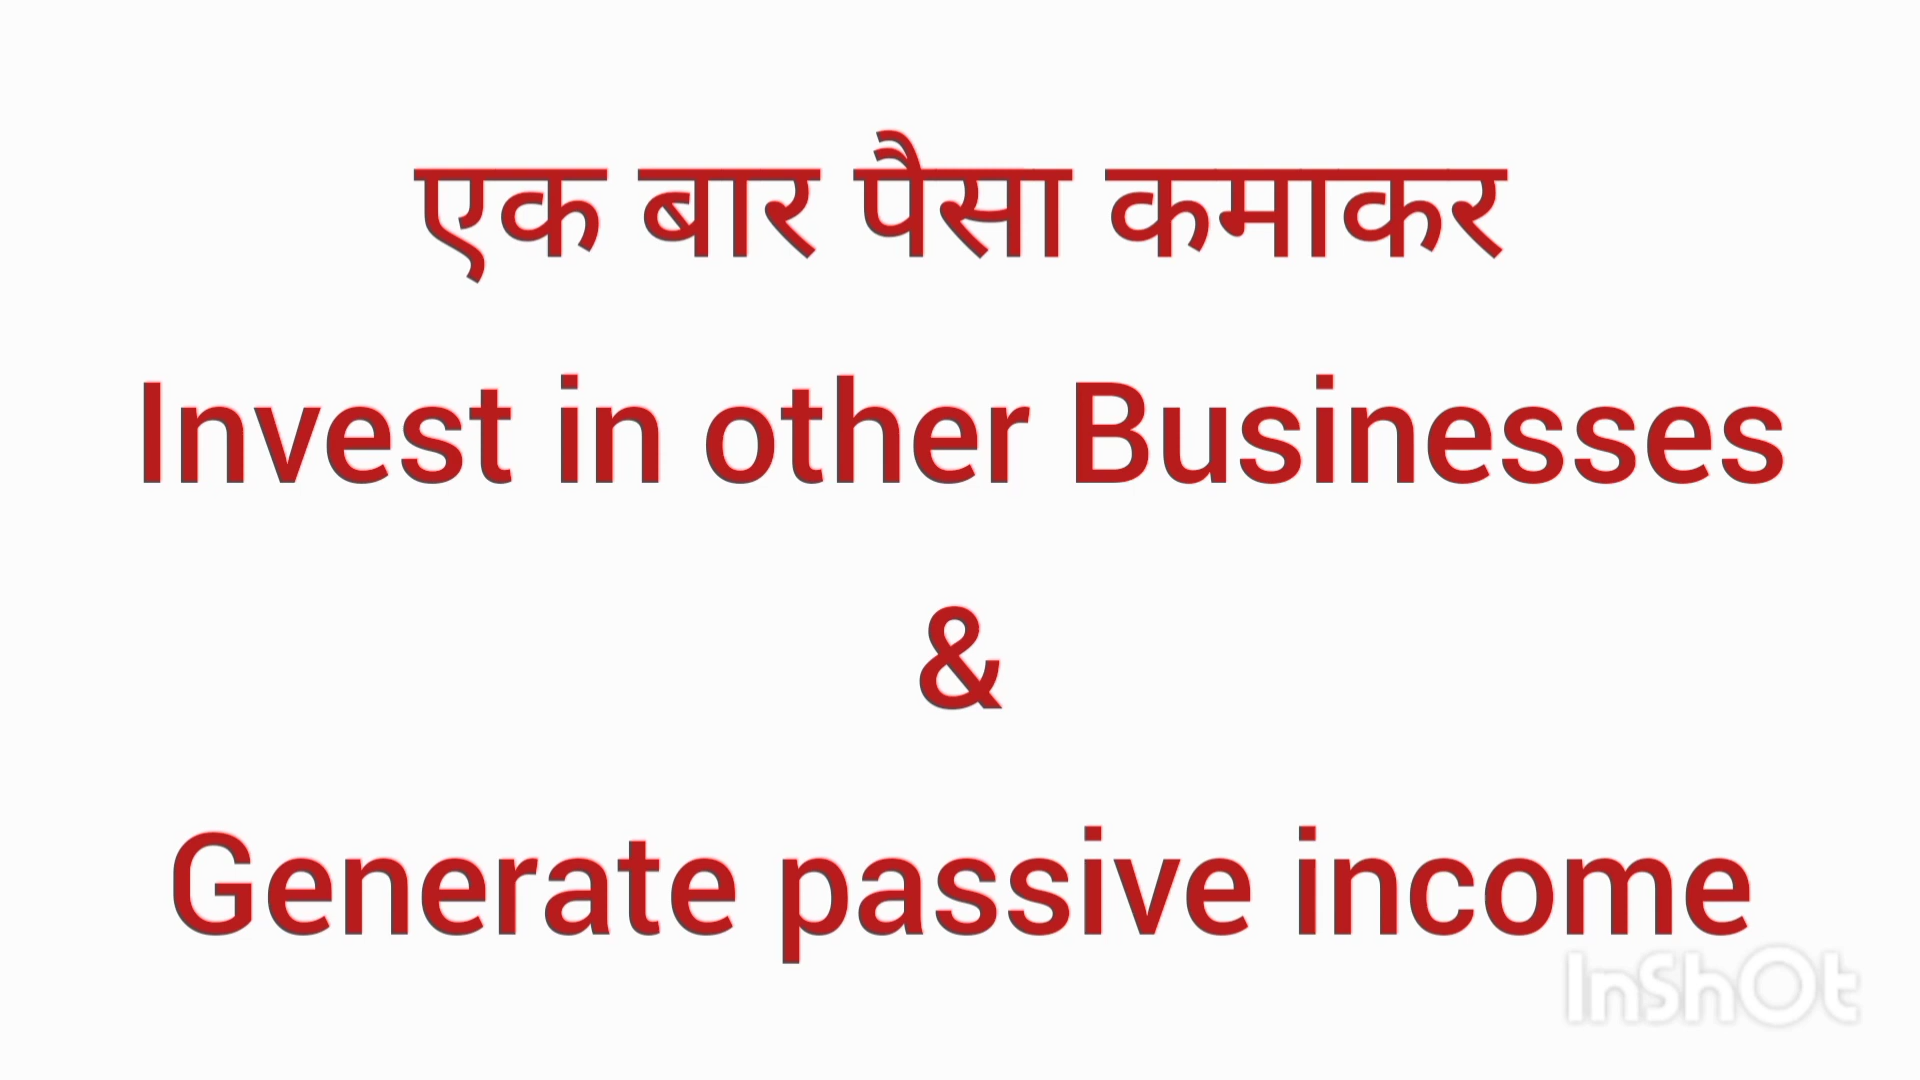 एक बार पैसा कमाकर
Invest in other Businesses
&
Generate passive income
InShOt